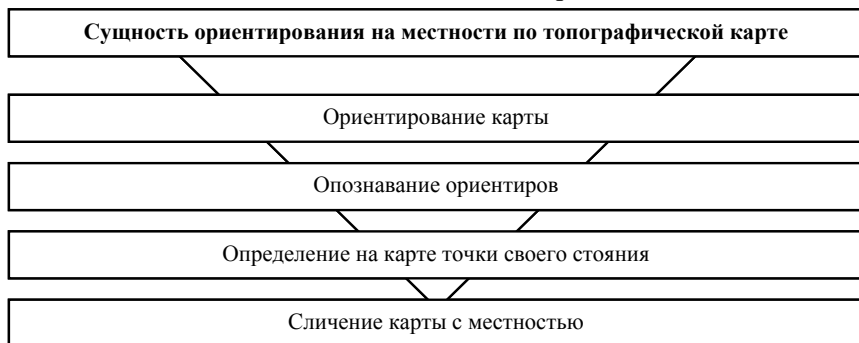 Сущность ориентирования на местности по топографической карте
Ориентирование карты
Опознавание ориентиров
Определение на карте точки своего стояния
Сличение карты с местностью